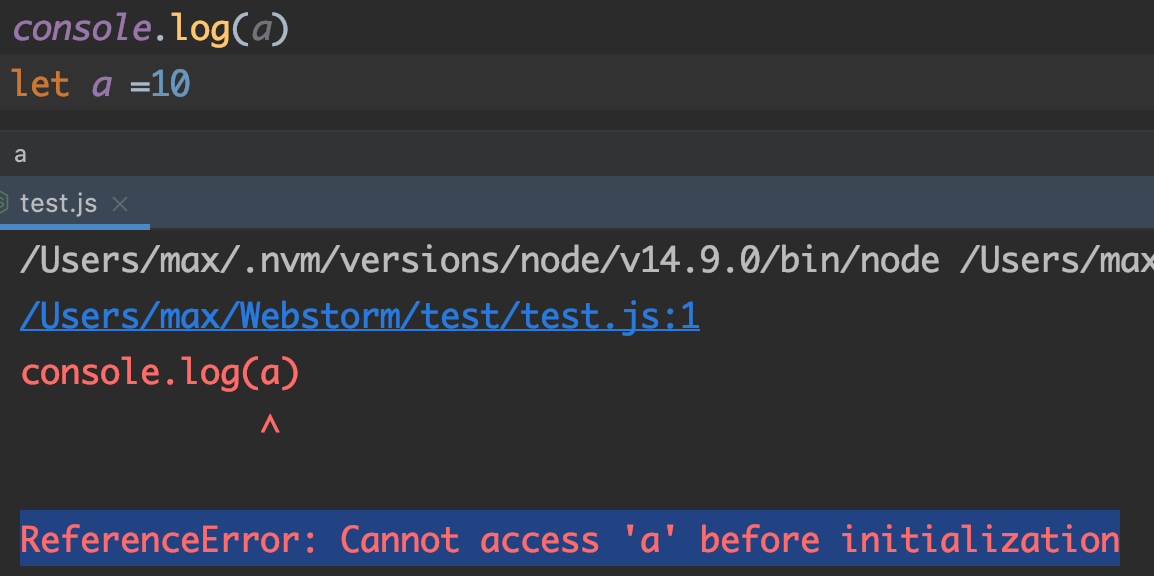 console.log(a)
let a =10
a
test.js
/Users/max/.nvm/versions/node/v14.9.0/bin/node /Users/max
/Users/max/Webstorm/test/test.js:1
console.log(a)
^
ReferenceError: Cannot access 'a' before initialization